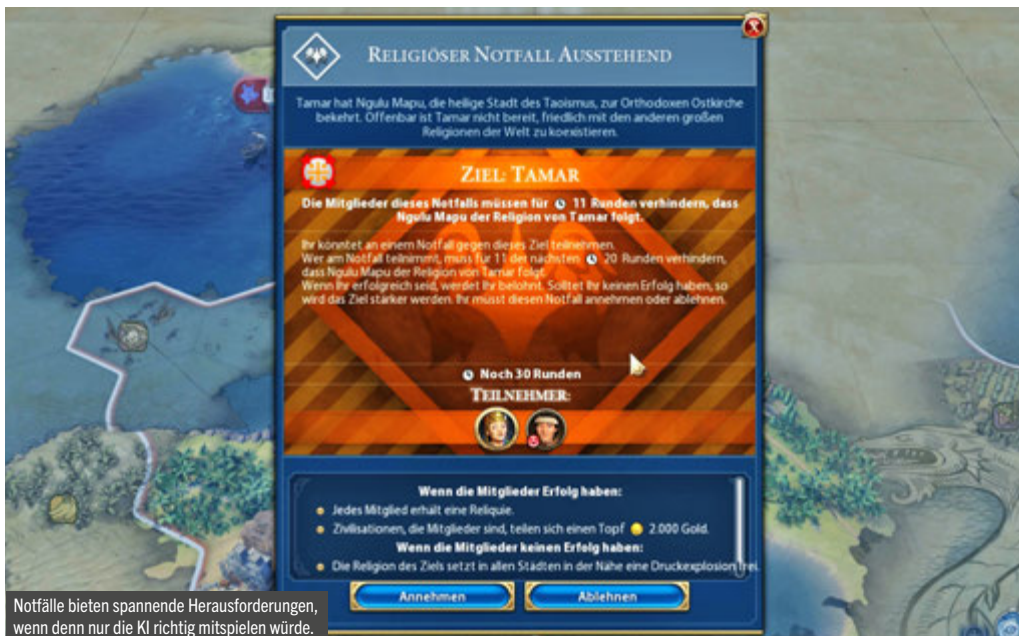 RELIGIÖSER NOTFALL AUSSTEHEND
Tamar hat Ngulu Mapu, die heilige Stadt des Taoismus, zur Orthodoxen Ostkirche
bekehrt. Offenbar ist Tamar nicht bereit, friedlich mit den anderen großen
Religionen der Welt zu koexistieren.
ZIEL: TAMAR
Die Mitglieder dieses Notfalls müssen für 11 Runden verhindern, dass
Ngulu Mapu der Religion von Tamar folgt.
Ihr könntet an einem Notfall gegen dieses Ziel teilnehmen.
Wer am Notfall teilnimmt, muss für 11 der nächsten 20 Runden verhindern,
dass Ngulu Mapu der Religion von Tamar folgt.
Wenn Ihr erfolgreich seid, werdet Ihr belohnt. Solltet Ihr keinen Erfolg haben, so
wird das Ziel stärker werden. Ihr müsst diesen Notfall annehmen oder ablehnen.
Noch 30 Runden
TEILNEHMER:
Wenn die Mitglieder Erfolg haben:
Jedes Mitglied erhält eine Reliquie.
Zivilisationen, die Mitglieder sind, teilen sich einen Topf 2.000 Gold.
Wenn die Mitglieder keinen Erfolg haben:
Die Religion des Ziels setzt in allen Städten in der Nähe eine Druckexplosion frei.
Annehmen
Ablehnen
Notfälle bieten spannende Herausforderungen,
wenn denn nur die KI richtig mitspielen würde.